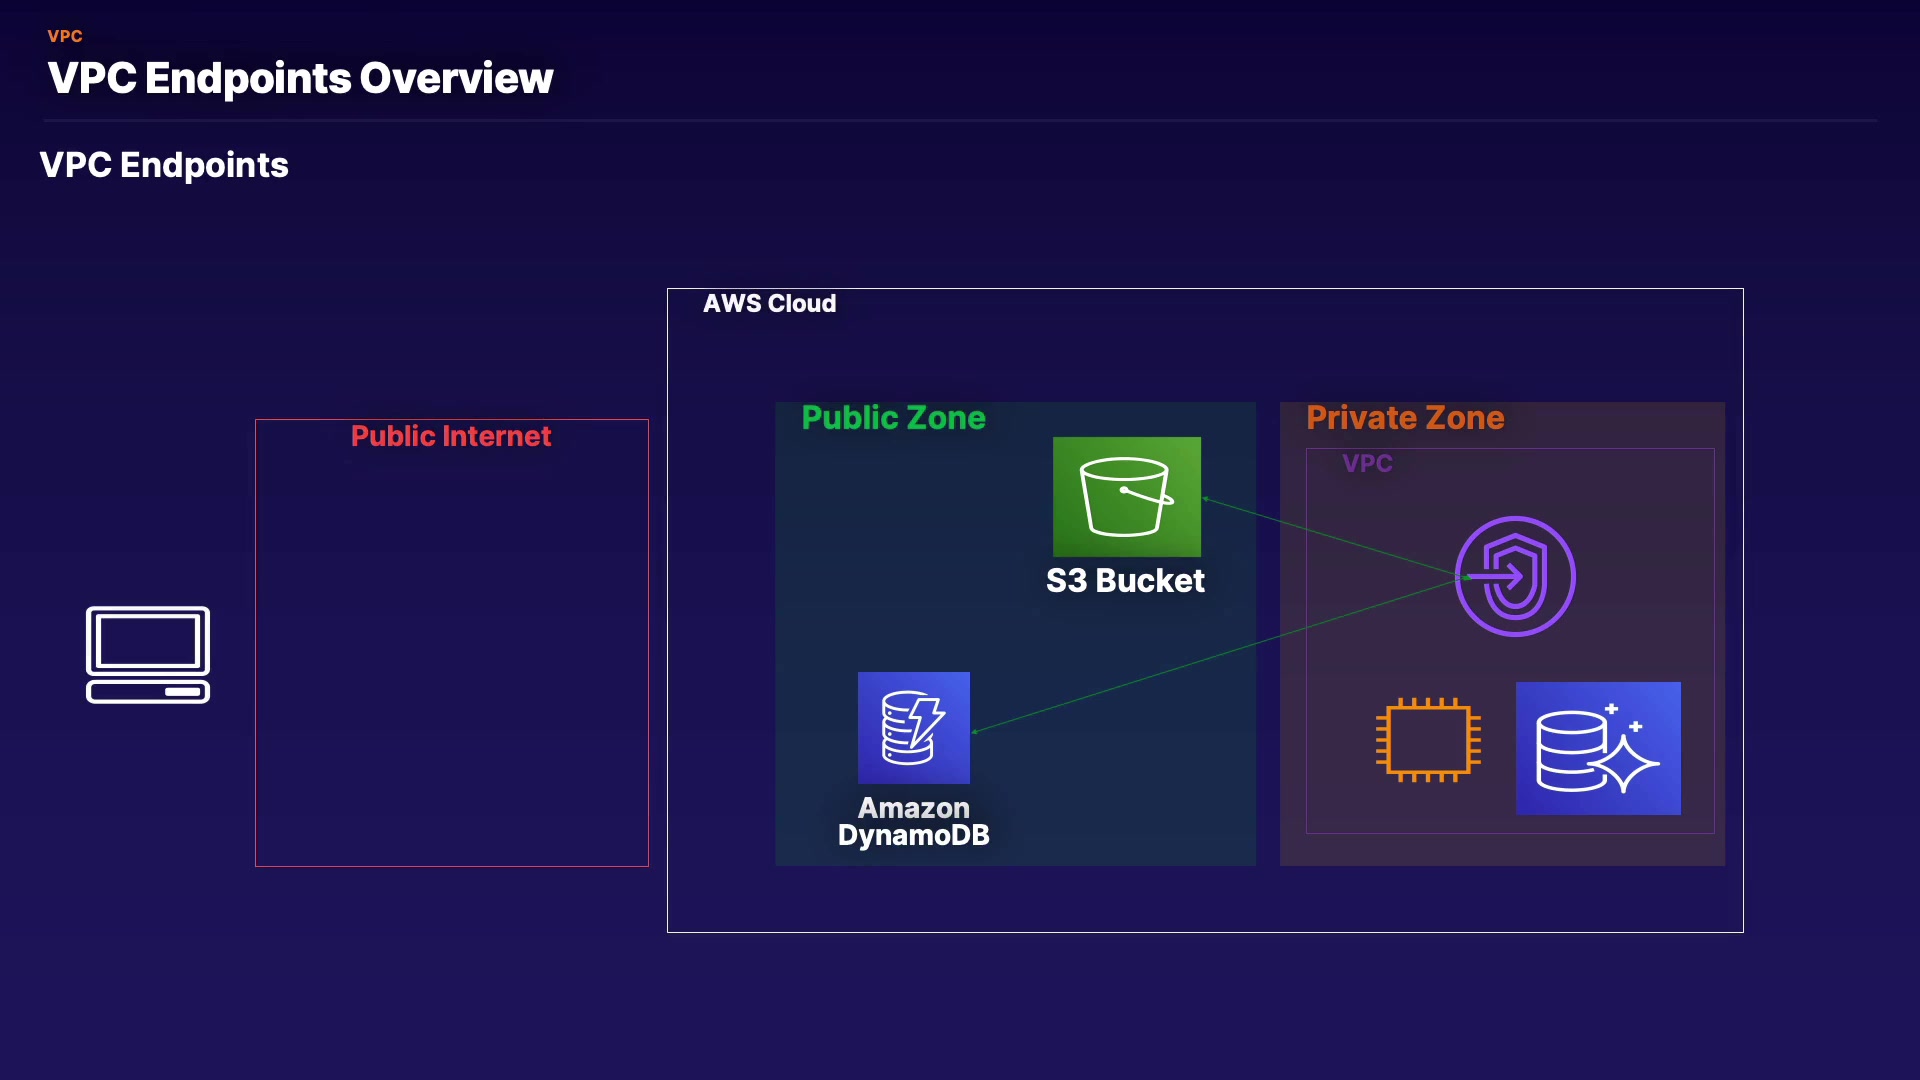 VPC
VPC Endpoints Overview
VPC Endpoints
AWS Cloud
Public Internet
Public Zone
Private Zone
VPC
S3 Bucket
Amazon
DynamoDB